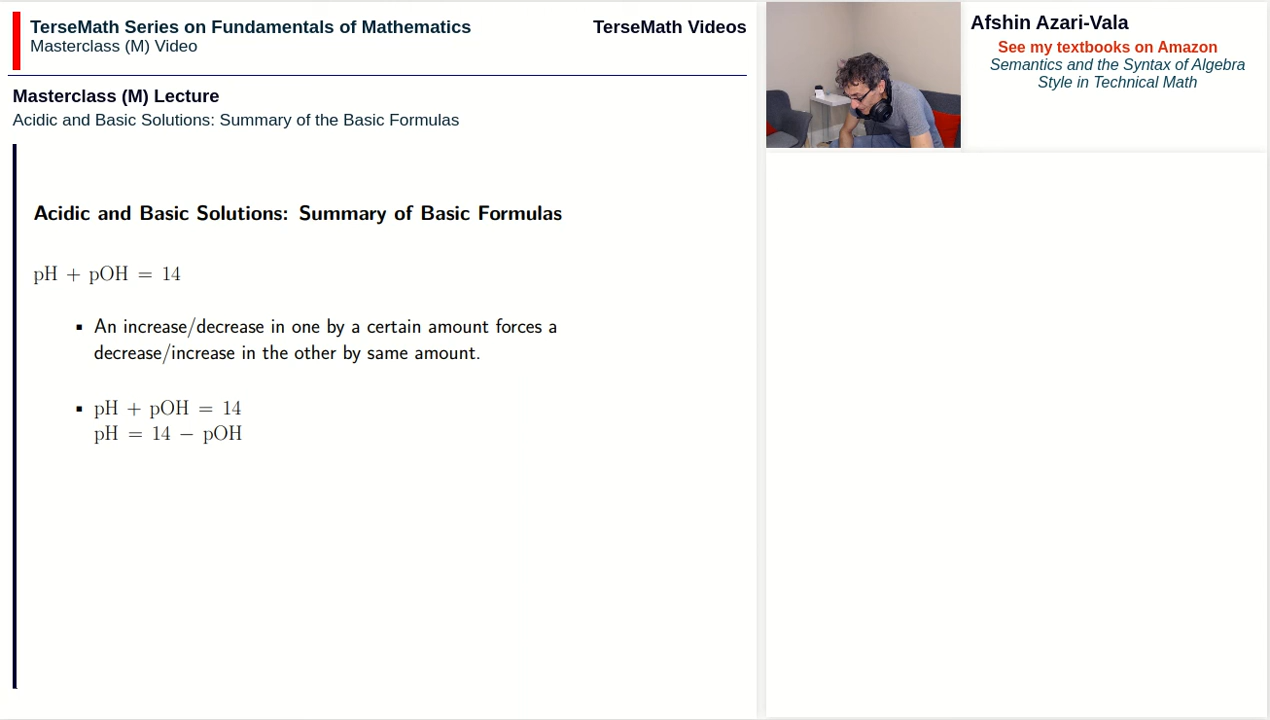 TerseMath Series on Fundamentals of Mathematics
Masterclass (M) Video
TerseMath Videos
Masterclass (M) Lecture
Acidic and Basic Solutions: Summary of the Basic Formulas
Acidic and Basic Solutions: Summary of Basic Formulas
pH + pOH = 14
▪ An increase/decrease in one by a certain amount forces a
decrease/increase in the other by same amount.
▪ pH + pOH = 14
pH = 14 − pOH
Afshin Azari-Vala
See my textbooks on Amazon
Semantics and the Syntax of Algebra
Style in Technical Math